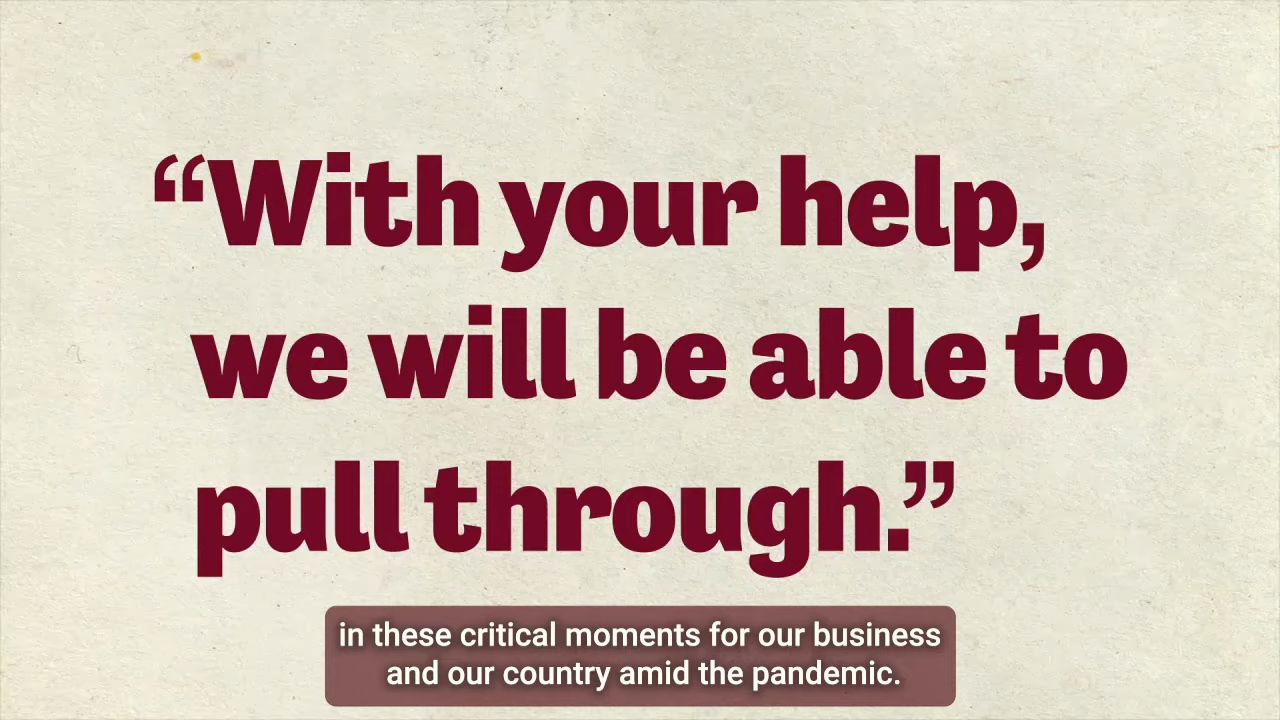 “With your help,
we will be able to
pull through.”
in these critical moments for our business
and our country amid the pandemic.